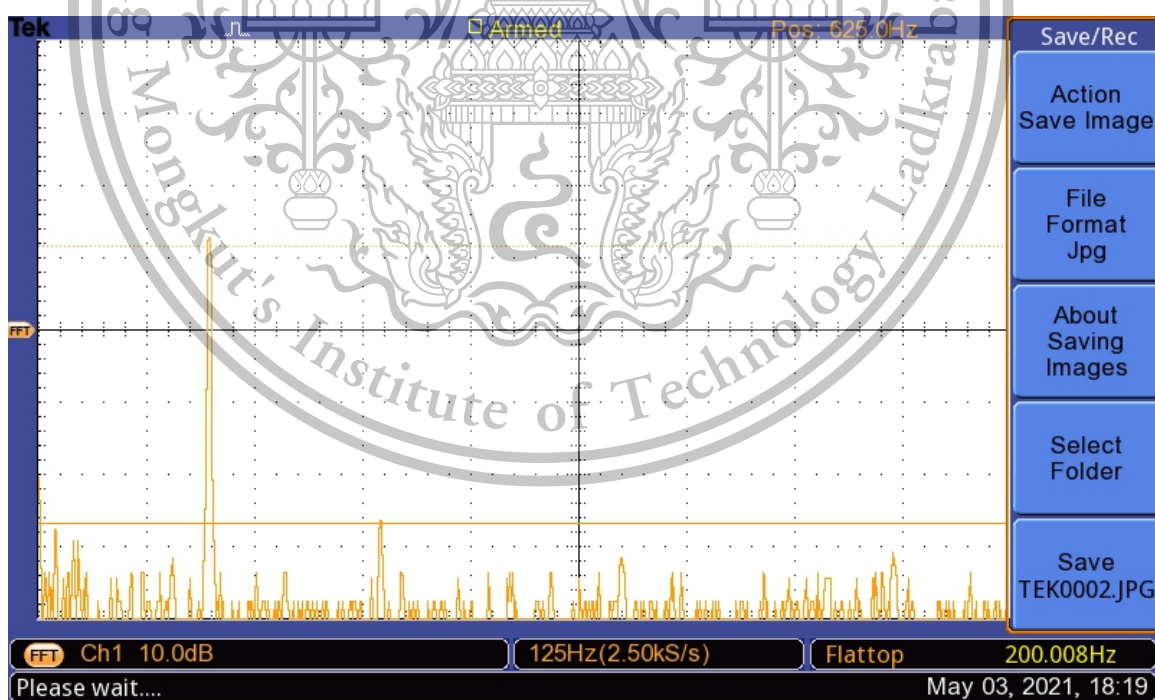 Tek
Armed
Pos: 625.0Hz
Save/Rec
Action
Save Image
File
Format
Jpg
About
Saving
Images
Select
Folder
Save
TEK0002.JPG
FFT
Mongkut's Institute of Technology Ladkrabang
FFT Ch1 10.0dB
125Hz(2.50kS/s)
Flattop
200.008Hz
Please wait....
May 03, 2021, 18:19